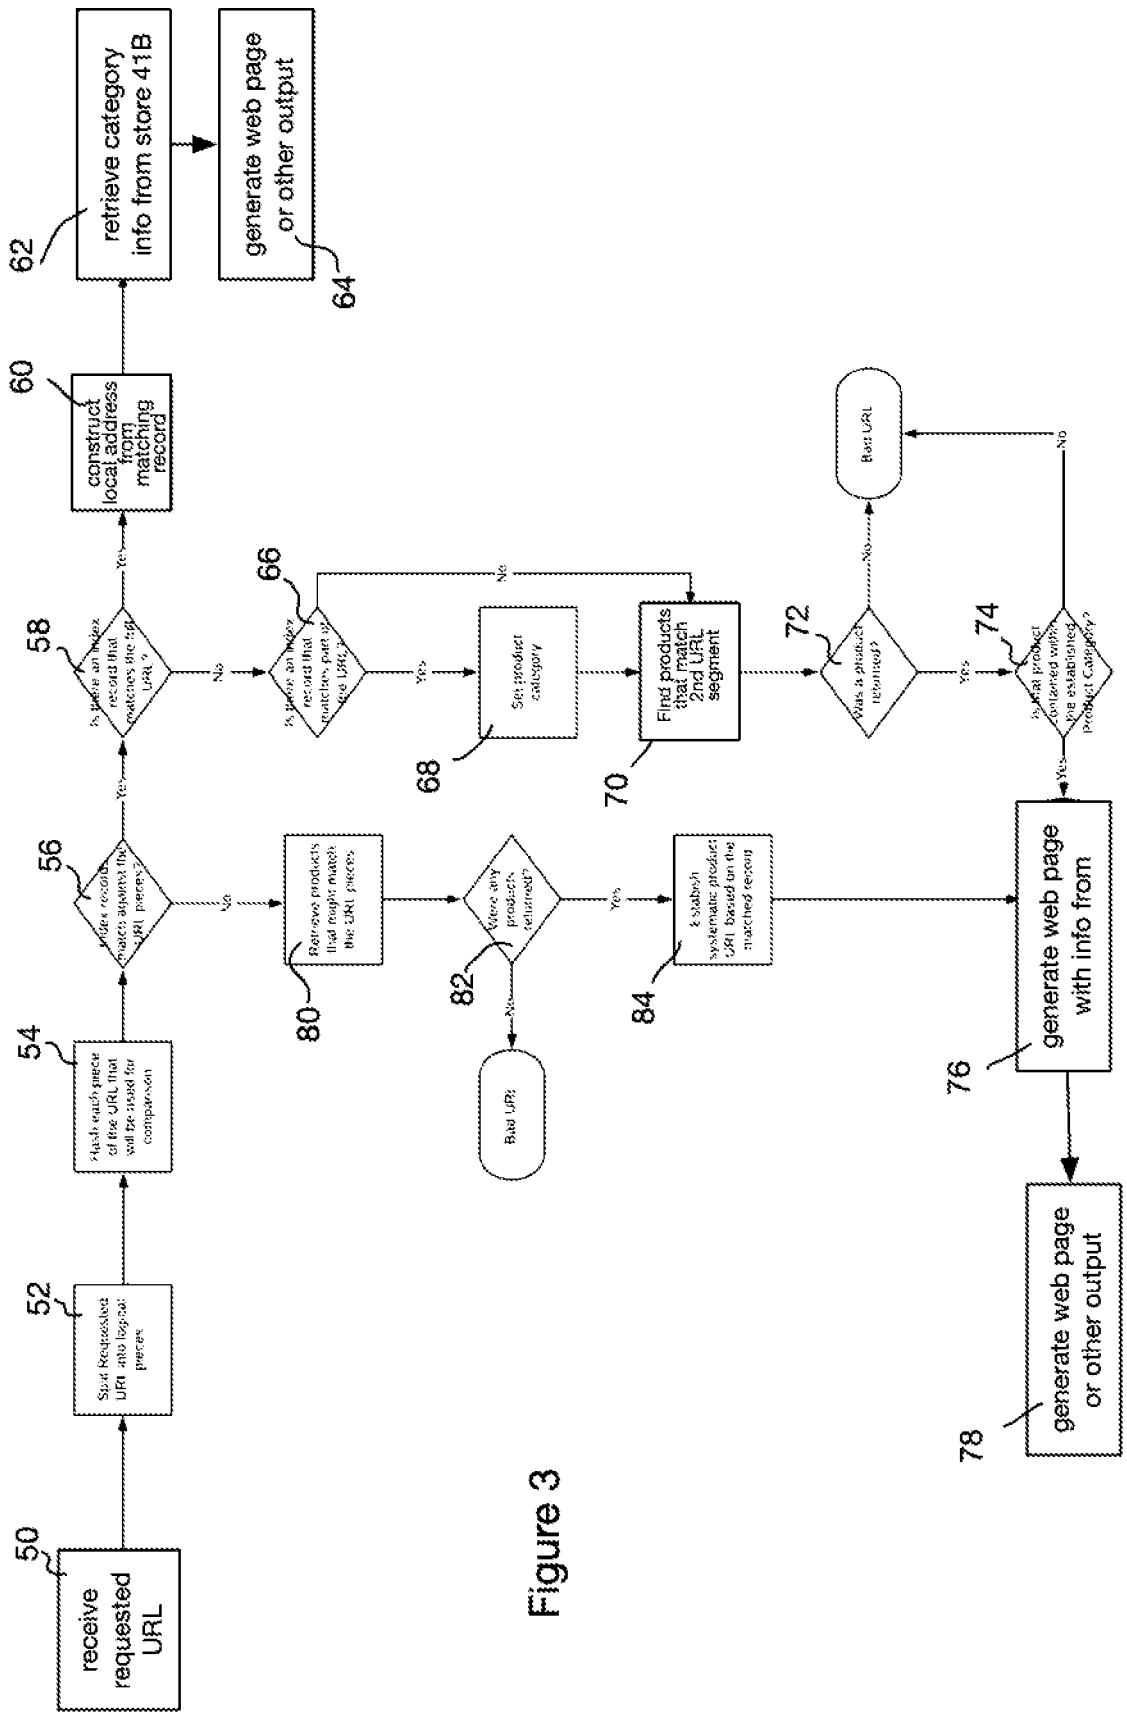 50
receive
requested
URL
52
Split Requested
URL into logical
pieces
54
Hash each piece
of the URL that
will be used for
comparison
56
Index record
match against the
URL pieces?
Yes
No
58
Is there an index
record that
matches the full
URL?
Yes
No
60
construct
local address
from
matching
record
62
retrieve category
info from store 41B
64
generate web page
or other output
66
Is there an index
record that
matches part of
the URL?
No
Yes
68
Set product
category
70
Find products
that match
2nd URL
segment
72
Was a product
returned?
No
Bad URL
Yes
74
Is that product
contained within
the established
Product Category?
No
Yes
80
Retrieve products
that might match
the URL pieces
82
Were any
products
returned?
No
Bad URL
Yes
84
Establish
systematic product
URL based on the
matched record
76
generate web page
with info from
78
generate web page
or other output
Figure 3